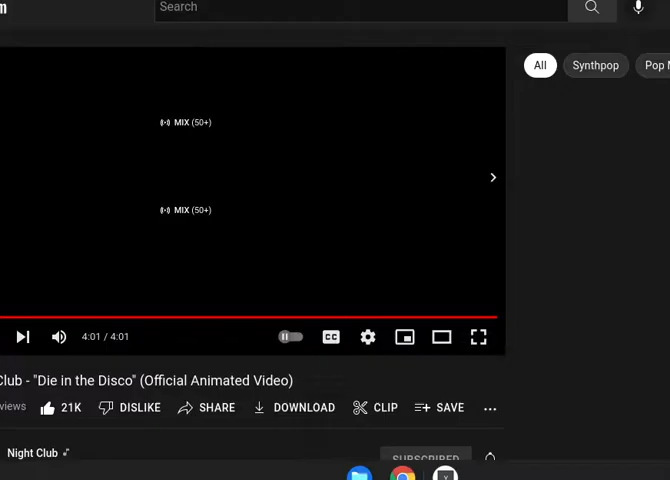 Search
All
Synthpop
Pop
MIX (50+)
MIX (50+)
4:01 / 4:01
CC
Club - "Die in the Disco" (Official Animated Video)
views
21K
DISLIKE
SHARE
DOWNLOAD
CLIP
SAVE
...
Night Club
SUBSCRIBED